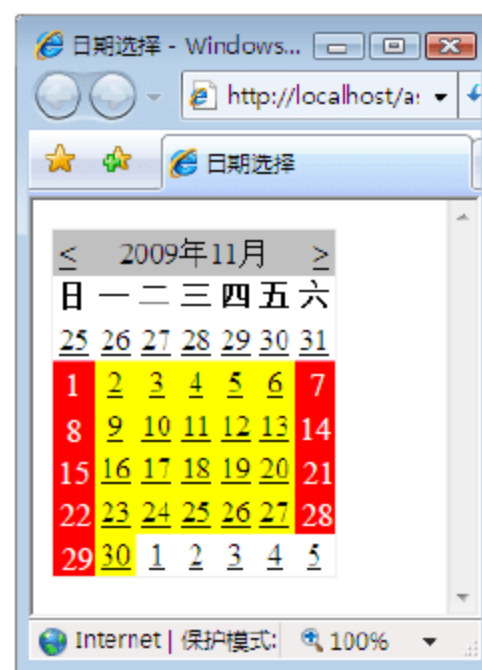 日期选择 - Windows...
http://localhost/a
日期选择
< 2009年11月 >
日 一 二 三 四 五 六
25 26 27 28 29 30 31
1 2 3 4 5 6 7
8 9 10 11 12 13 14
15 16 17 18 19 20 21
22 23 24 25 26 27 28
29 30 1 2 3 4 5
Internet | 保护模式: 100%